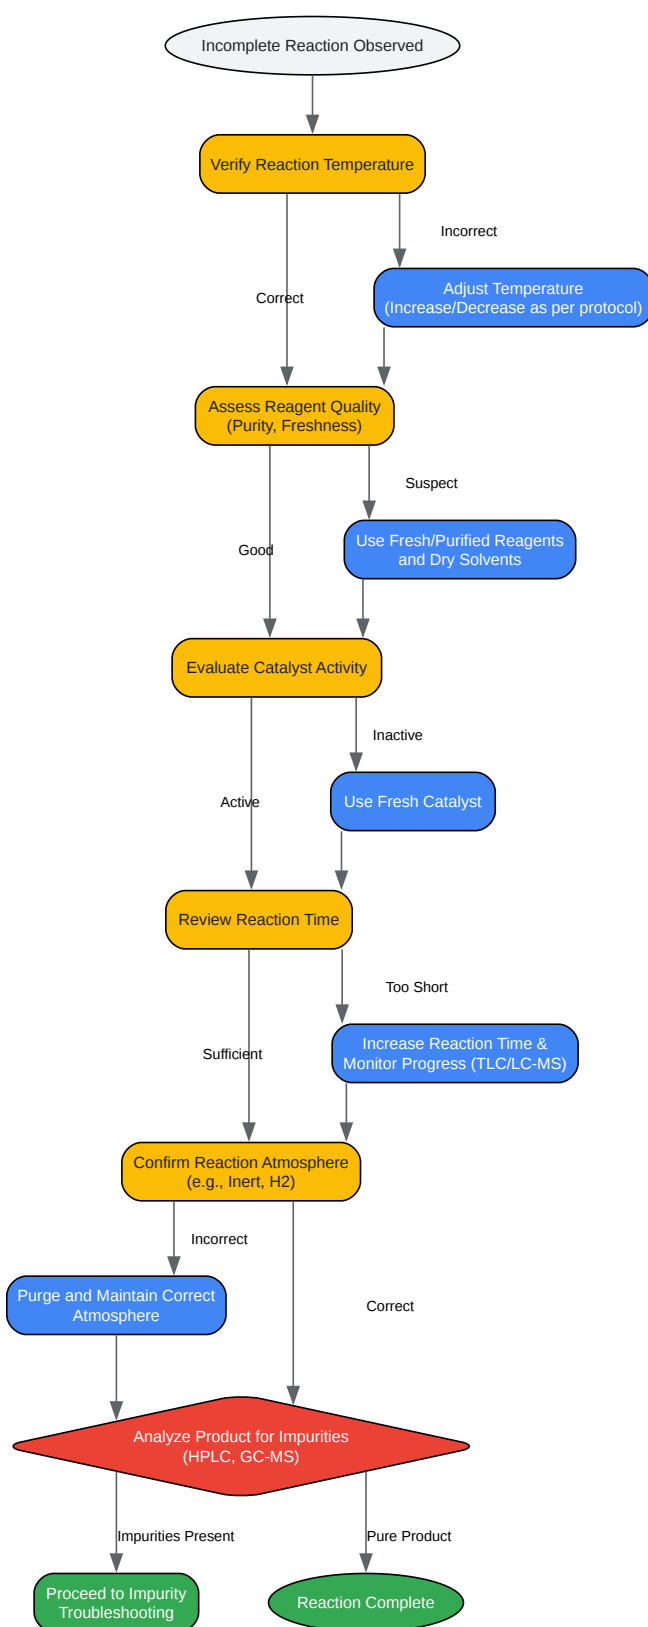 Incomplete Reaction Observed
Verify Reaction Temperature
Incorrect
Adjust Temperature
(Increase/Decrease as per protocol)
Correct
Assess Reagent Quality
(Purity, Freshness)
Suspect
Use Fresh/Purified Reagents
and Dry Solvents
Good
Evaluate Catalyst Activity
Inactive
Use Fresh Catalyst
Active
Review Reaction Time
Too Short
Increase Reaction Time &
Monitor Progress (TLC/LC-MS)
Sufficient
Confirm Reaction Atmosphere
(e.g., Inert, H2)
Incorrect
Purge and Maintain Correct
Atmosphere
Correct
Analyze Product for Impurities
(HPLC, GC-MS)
Impurities Present
Pure Product
Proceed to Impurity
Troubleshooting
Reaction Complete